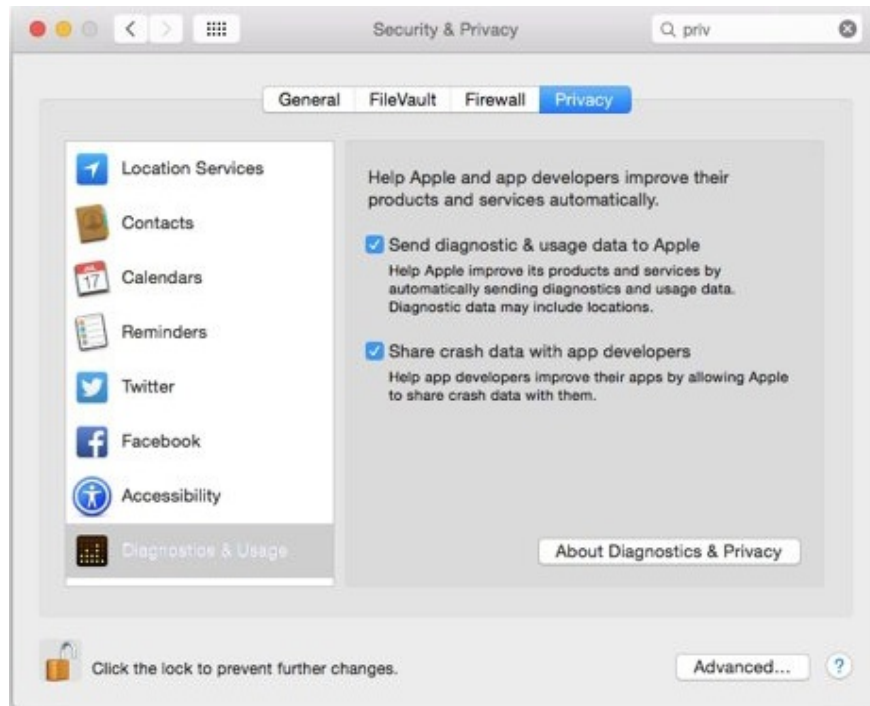 Security & Privacy
priv
General FileVault Firewall Privacy
Location Services
Contacts
JUL
17
Calendars
Reminders
Twitter
Facebook
Accessibility
Diagnostics & Usage
Help Apple and app developers improve their
products and services automatically.
Send diagnostic & usage data to Apple
Help Apple improve its products and services by
automatically sending diagnostics and usage data.
Diagnostic data may include locations.
Share crash data with app developers
Help app developers improve their apps by allowing Apple
to share crash data with them.
About Diagnostics & Privacy
Click the lock to prevent further changes.
Advanced... ?